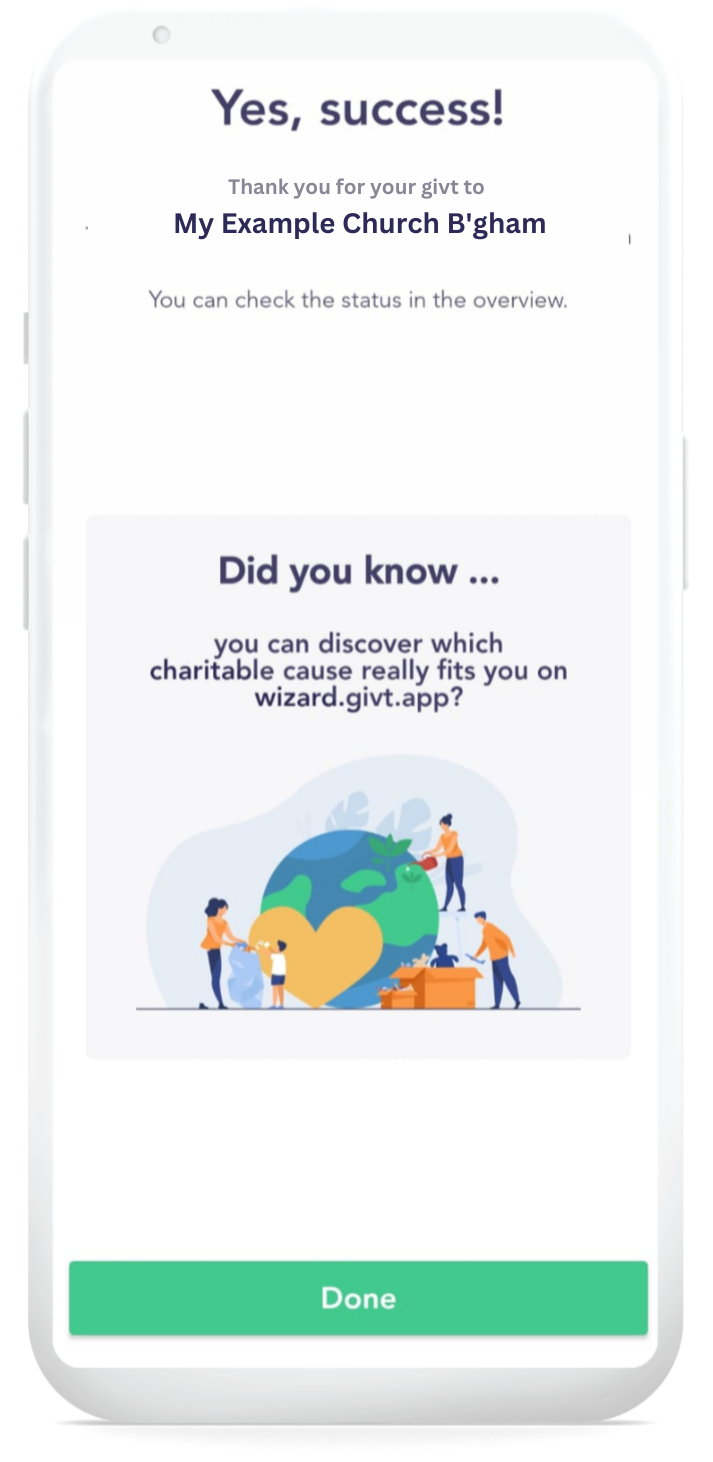 Yes, success!
Thank you for your givt to
My Example Church B'gham
You can check the status in the overview.
Did you know ...
you can discover which
charitable cause really fits you on
wizard.givt.app?
Done